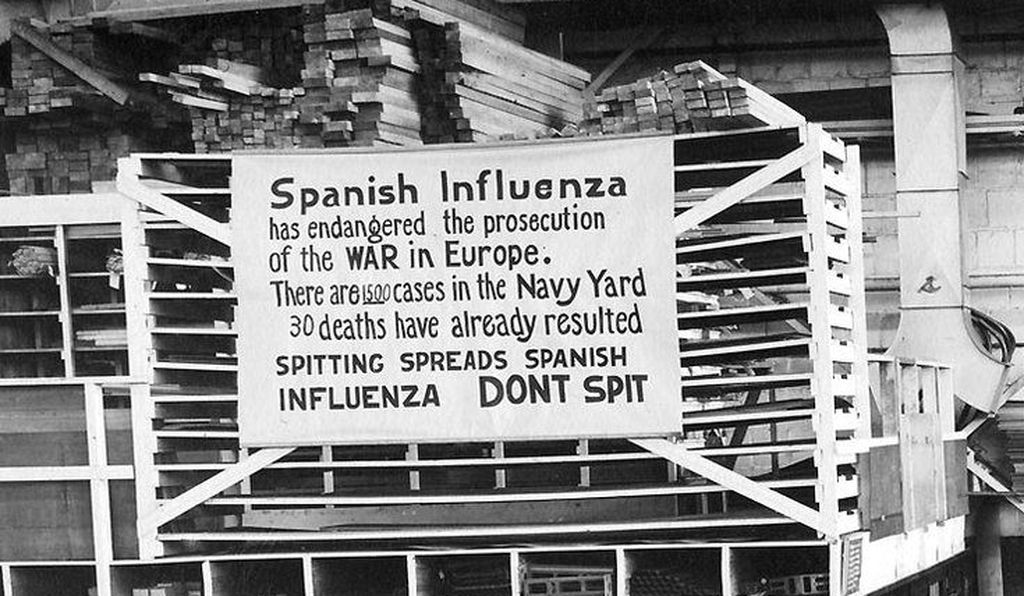 Spanish Influenza
has endangered the prosecution
of the WAR in Europe.
There are 1500 cases in the Navy Yard
30 deaths have already resulted
SPITTING SPREADS SPANISH
INFLUENZA DONT SPIT